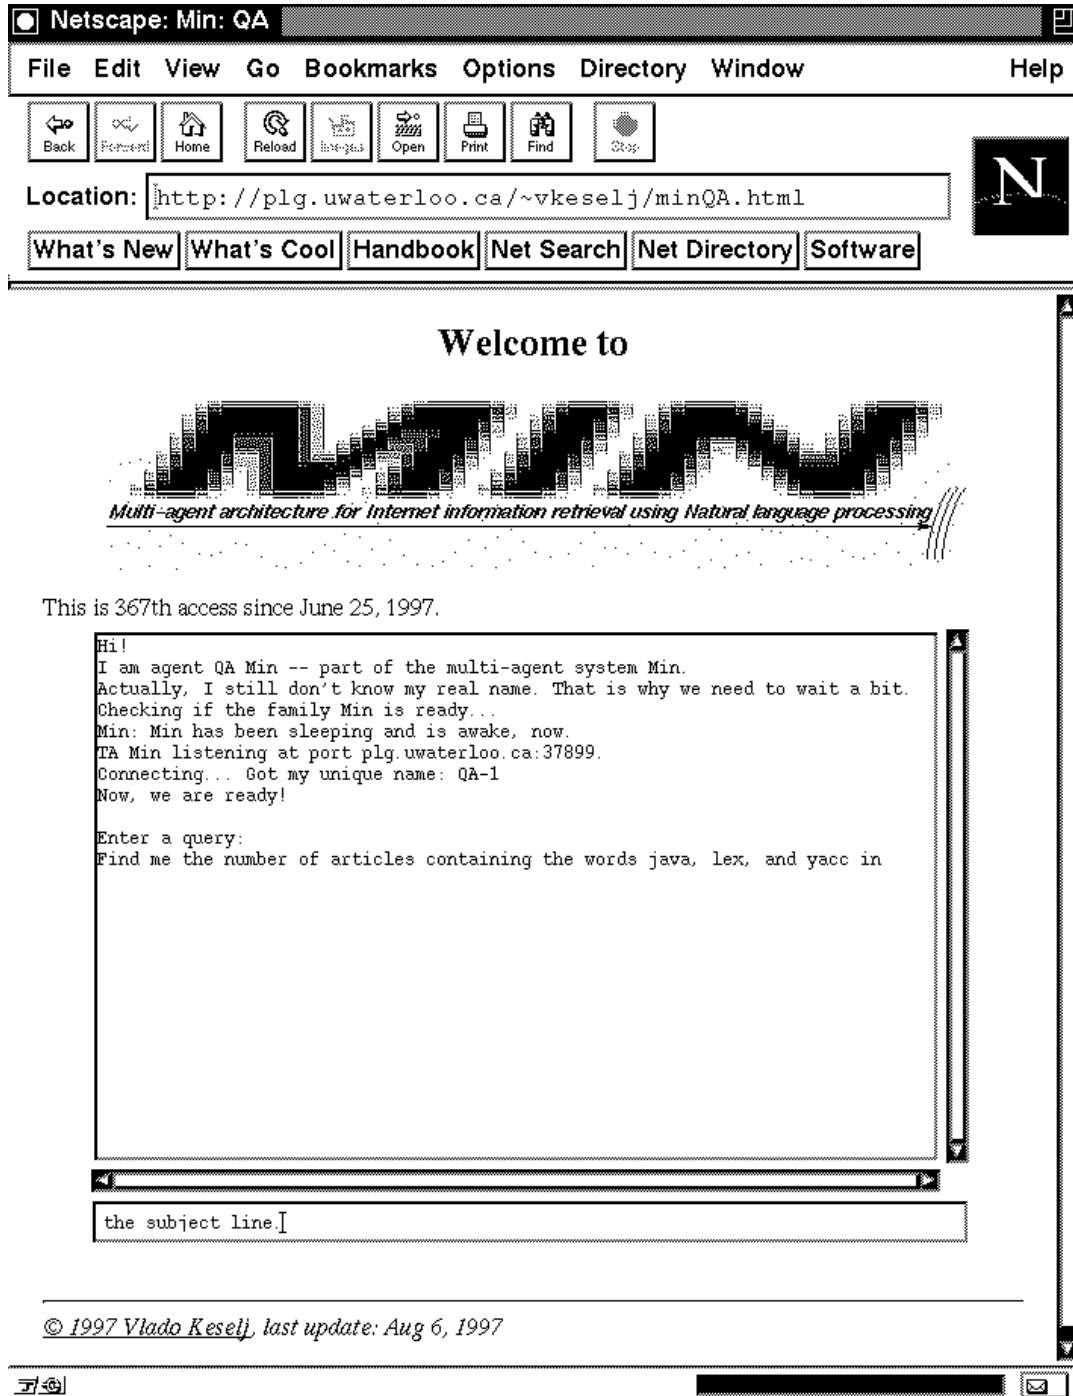 Netscape: Min: QA
File Edit View Go Bookmarks Options Directory Window Help
Back Forward Home Reload Images Open Print Find Stop
Location: http://plg.uwaterloo.ca/~vkeselj/minQA.html
N
What's New What's Cool Handbook Net Search Net Directory Software
Welcome to
Multi-agent architecture for Internet information retrieval using Natural language processing
This is 367th access since June 25, 1997.
Hi!
I am agent QA Min -- part of the multi-agent system Min.
Actually, I still don't know my real name. That is why we need to wait a bit.
Checking if the family Min is ready...
Min: Min has been sleeping and is awake, now.
TA Min listening at port plg.uwaterloo.ca:37899.
Connecting... Got my unique name: QA-1
Now, we are ready!
Enter a query:
Find me the number of articles containing the words java, lex, and yacc in
the subject line.
© 1997 Vlado Keselj, last update: Aug 6, 1997